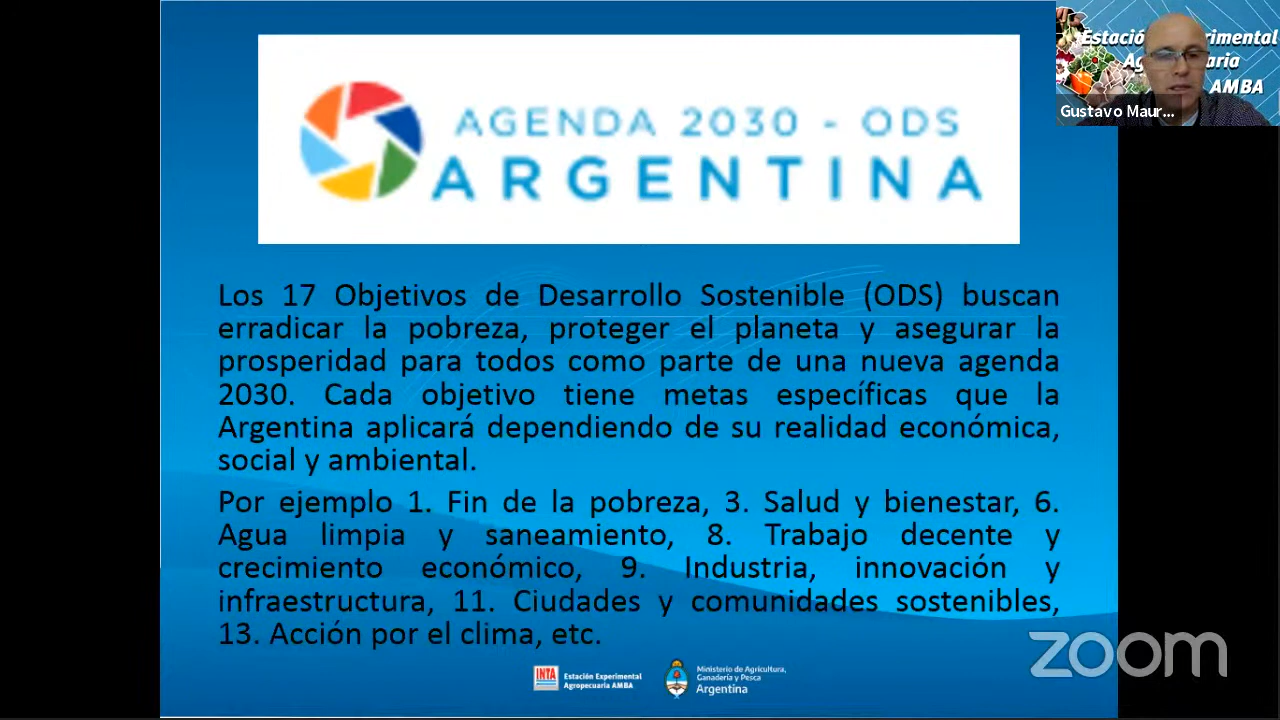 AGENDA 2030 - ODS
ARGENTINA
Los 17 Objetivos de Desarrollo Sostenible (ODS) buscan
erradicar la pobreza, proteger el planeta y asegurar la
prosperidad para todos como parte de una nueva agenda
2030. Cada objetivo tiene metas específicas que la
Argentina aplicará dependiendo de su realidad económica,
social y ambiental.
Por ejemplo 1. Fin de la pobreza, 3. Salud y bienestar, 6.
Agua limpia y saneamiento, 8. Trabajo decente y
crecimiento económico, 9. Industria, innovación y
infraestructura, 11. Ciudades y comunidades sostenibles,
13. Acción por el clima, etc.
INTA
Estación Experimental
Agropecuaria AMBA
Ministerio de Agricultura,
Ganadería y Pesca
Argentina
AMBA
Gustavo Maur...
zoom